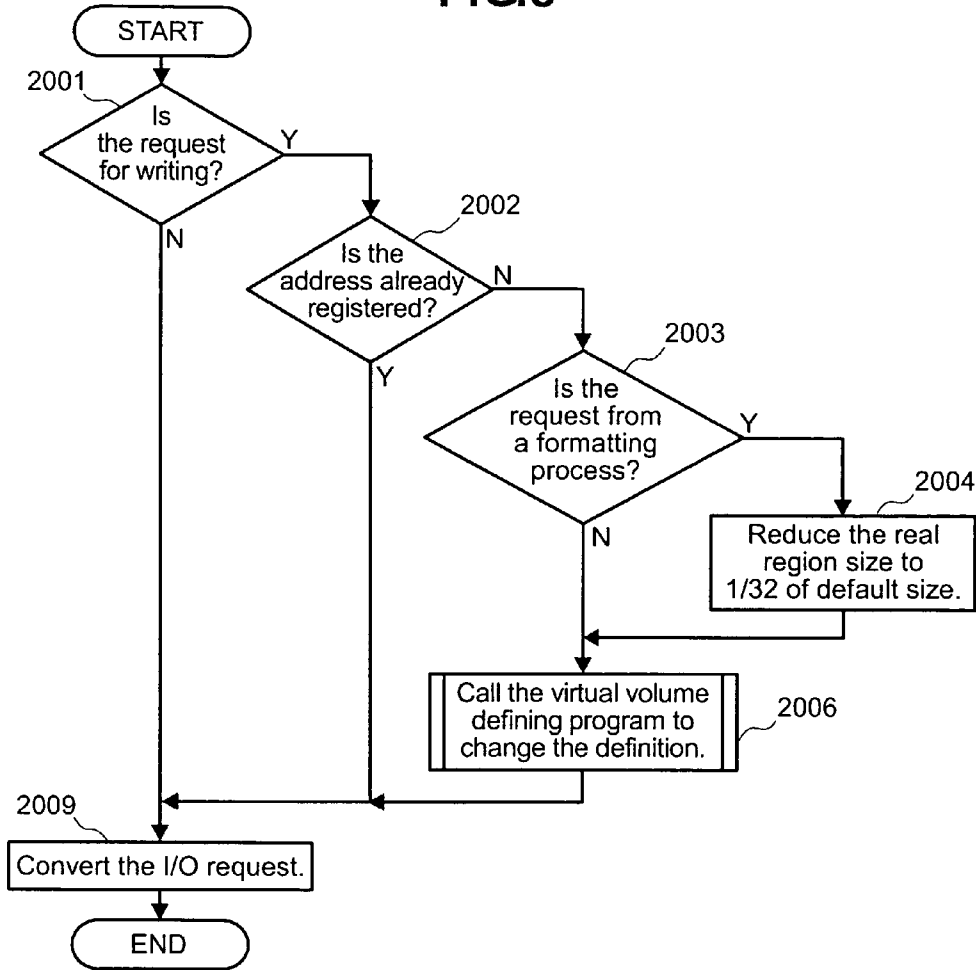 START
2001
Is
the request
for writing?
Y
N
2002
Is the
address already
registered?
N
Y
2003
Is the
request from
a formatting
process?
Y
N
2004
Reduce the real
region size to
1/32 of default size.
Call the virtual volume
defining program to
change the definition.
2006
2009
Convert the I/O request.
END